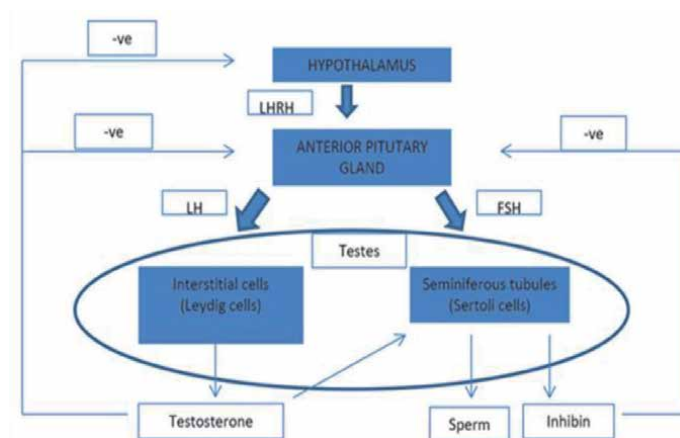 -ve
HYPOTHALAMUS
LHRH
-ve
-ve
ANTERIOR PITUTARY
GLAND
LH
FSH
Testes
Interstitial cells
(Leydig cells)
Seminiferous tubules
(Sertoli cells)
Testosterone
Sperm
Inhibin